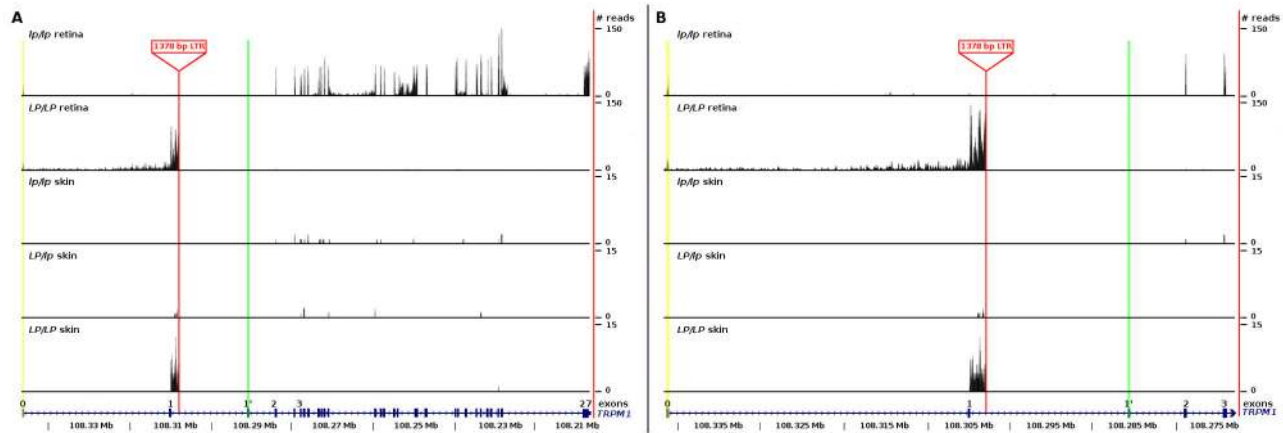 A
lp/lp retina
1378 bp LTR
# reads
150
0
LP/LP retina
150
0
lp/lp skin
15
0
LP/lp skin
15
0
LP/LP skin
15
0
0 1 1' 2 3 27 exons
TRPM1
108.33 Mb 108.31 Mb 108.29 Mb 108.27 Mb 108.25 Mb 108.23 Mb 108.21 Mb
B
lp/lp retina
1378 bp LTR
# reads
150
0
LP/LP retina
150
0
lp/lp skin
15
0
LP/lp skin
15
0
LP/LP skin
15
0
0 1 1' 2 3 exons
TRPM1
108.335 Mb 108.325 Mb 108.315 Mb 108.305 Mb 108.295 Mb 108.285 Mb 108.275 Mb